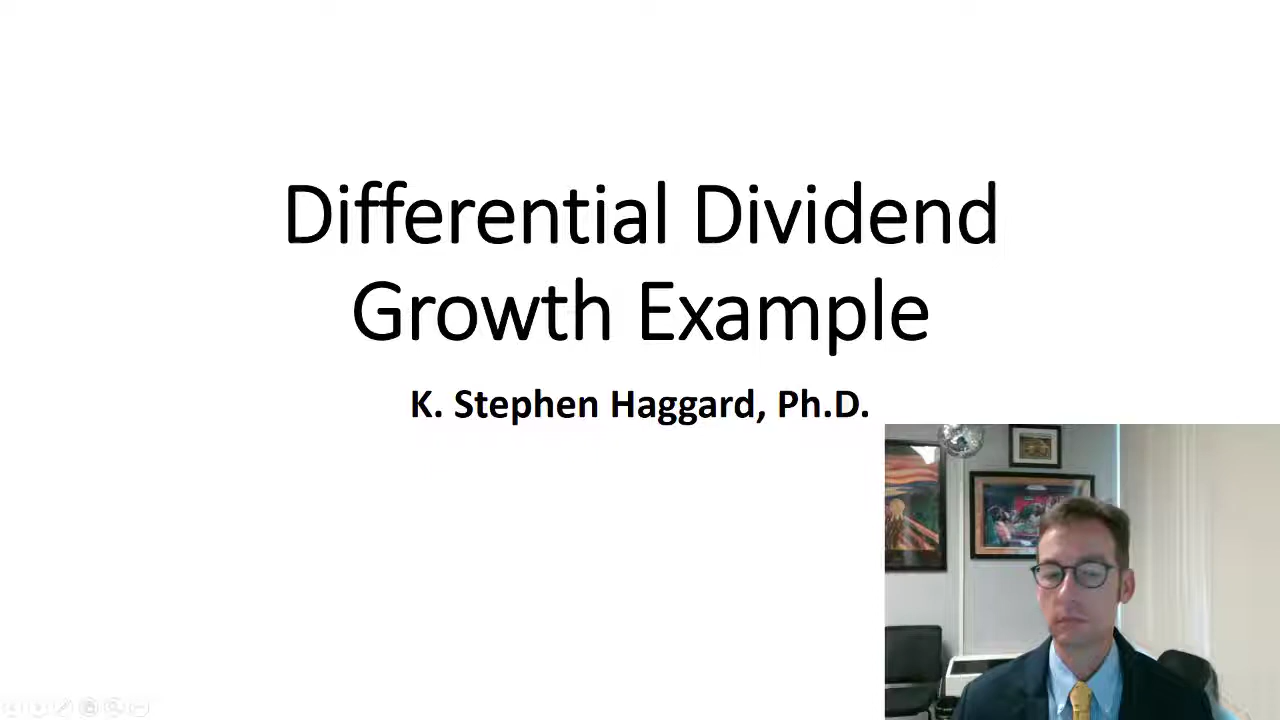 Differential Dividend
Growth Example
K. Stephen Haggard, Ph.D.